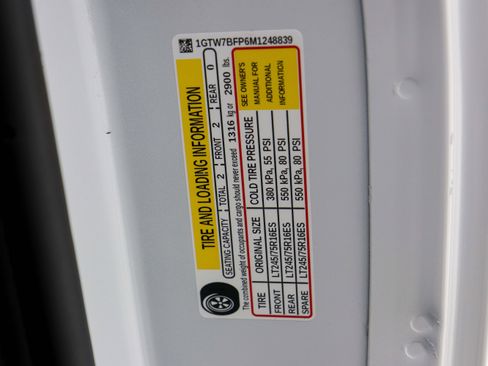 1GTW7BFP6M1248839
TIRE AND LOADING INFORMATION
SEATING CAPACITY TOTAL 2 FRONT 2 REAR 0
The combined weight of occupants and cargo should never exceed 1316 kg or 2900 lbs.
TIRE ORIGINAL SIZE COLD TIRE PRESSURE
FRONT LT245/75R16ES 380 kPa, 55 PSI
REAR LT245/75R16ES 550 kPa, 80 PSI
SPARE LT245/75R16ES 550 kPa, 80 PSI
SEE OWNER'S
MANUAL FOR
ADDITIONAL
INFORMATION